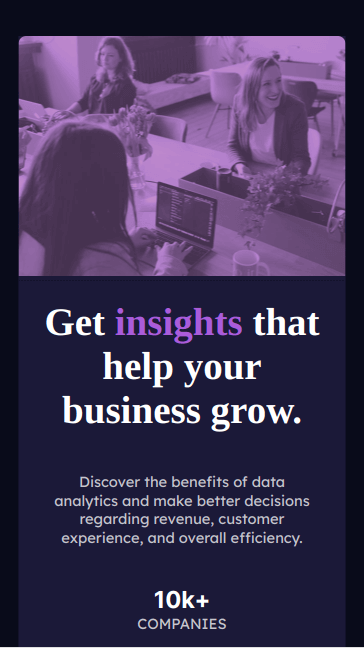 Get insights that
help your
business grow.
Discover the benefits of data
analytics and make better decisions
regarding revenue, customer
experience, and overall efficiency.
10k+
COMPANIES